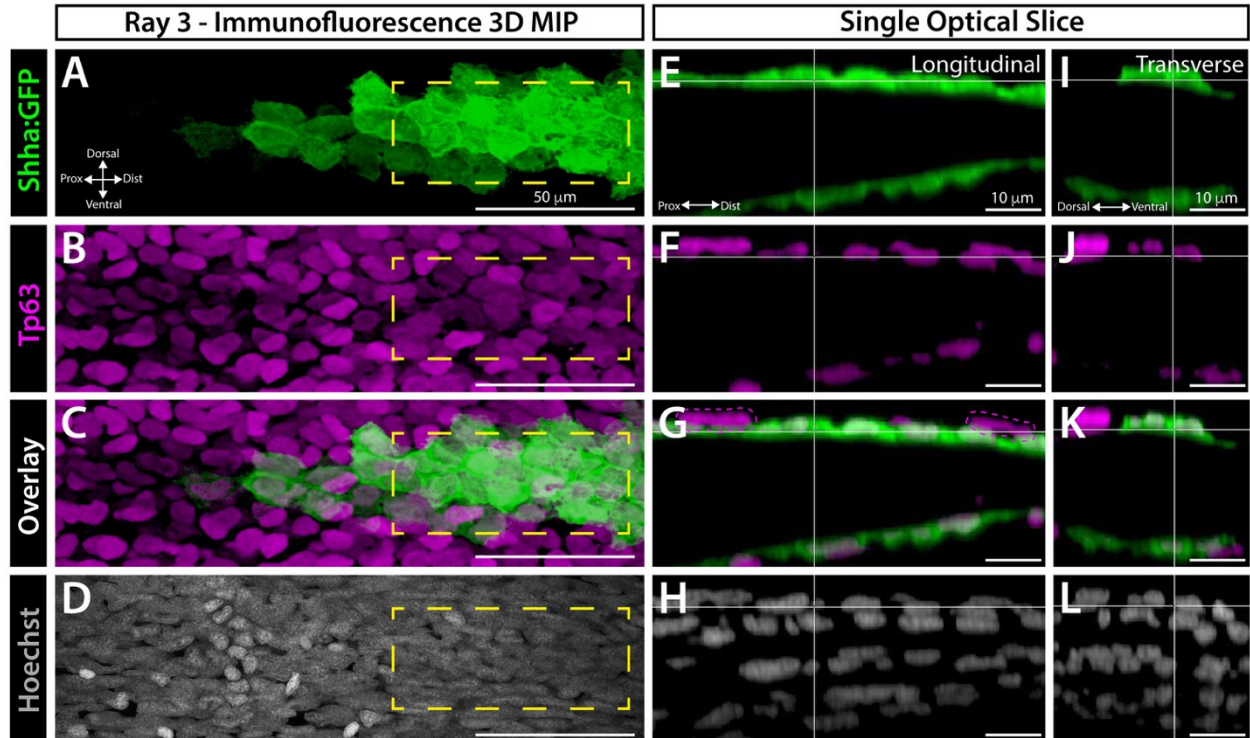 Ray 3 - Immunofluorescence 3D MIP
Single Optical Slice
Shha:GFP
A
Dorsal
Prox Dist
Ventral
50 μm
E
Longitudinal
Prox Dist
10 μm
I
Transverse
Dorsal Ventral
10 μm
Tp63
B
F
J
Overlay
C
G
K
Hoechst
D
H
L